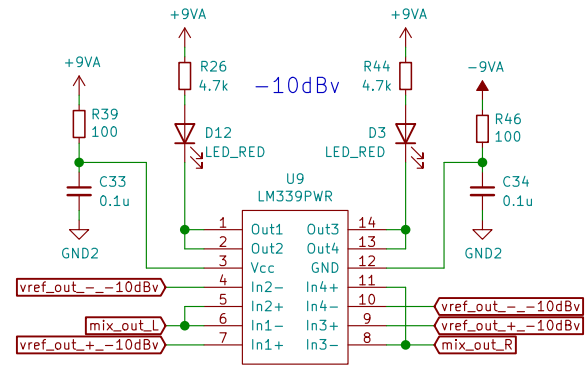 +9VA
+9VA
+9VA
-9VA
R26
4.7k
R44
4.7k
-10dBv
R39
100
R46
100
D12
LED_RED
D3
LED_RED
C33
0.1u
C34
0.1u
GND2
GND2
U9
LM339PWR
1 Out1 Out3 14
2 Out2 Out4 13
3 Vcc GND 12
vref_out_-_-10dBv 4 In2- In4+ 11
5 In2+ In4- 10 vref_out_-_-10dBv
mix_out_L 6 In1- In3+ 9 vref_out_+_-10dBv
vref_out_+_-10dBv 7 In1+ In3- 8 mix_out_R